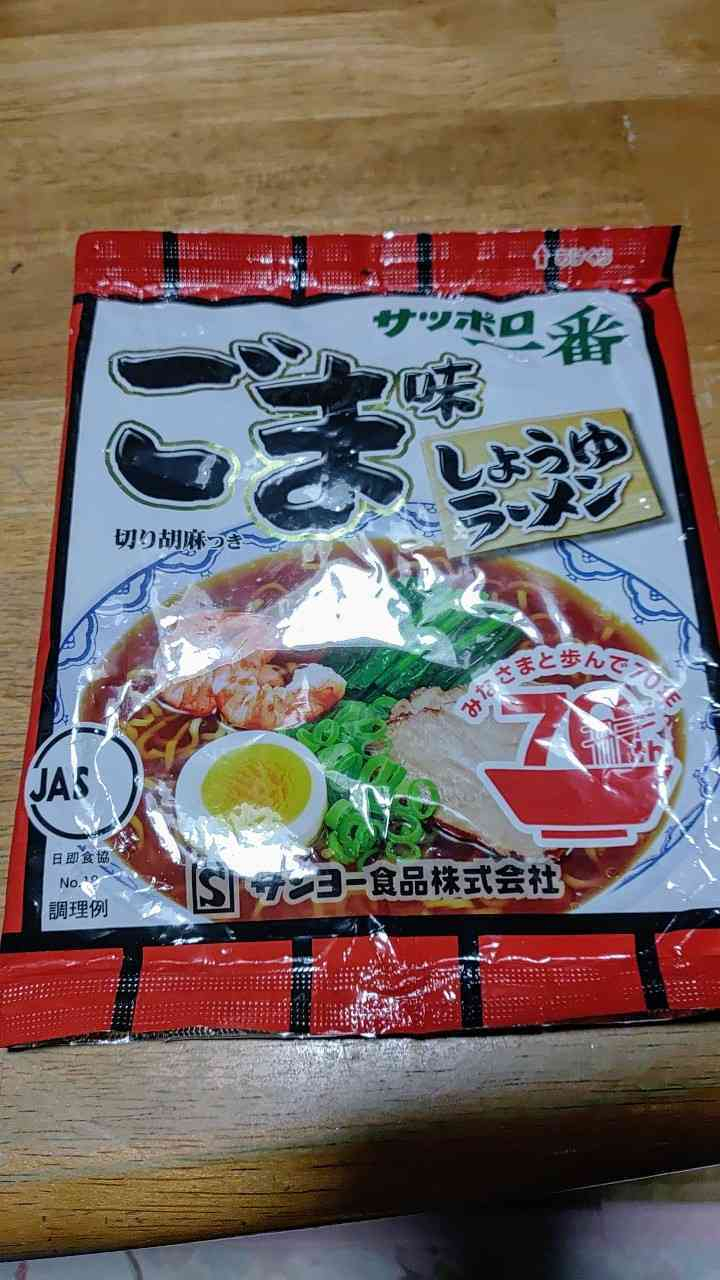 サッポロ一番
ごま味
しょうゆ
ラーメン
切り胡麻つき
みなさまと歩んで70年
70
JAS
日即食協
調理例
S サンヨー食品株式会社